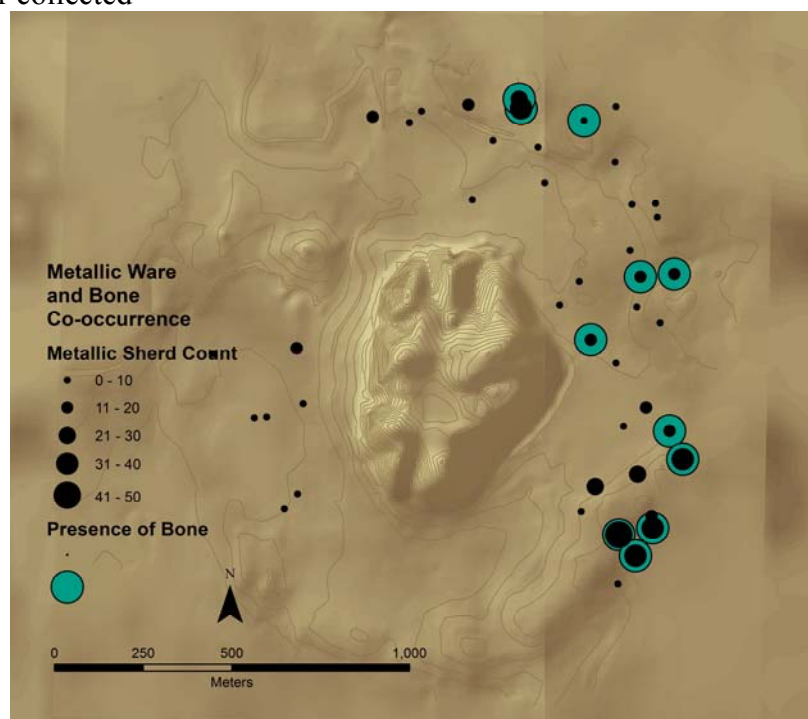 r collected
Metallic Ware
and Bone
Co-occurrence
Metallic Sherd Count
0 - 10
11 - 20
21 - 30
31 - 40
41 - 50
Presence of Bone
N
0 250 500 1,000
Meters